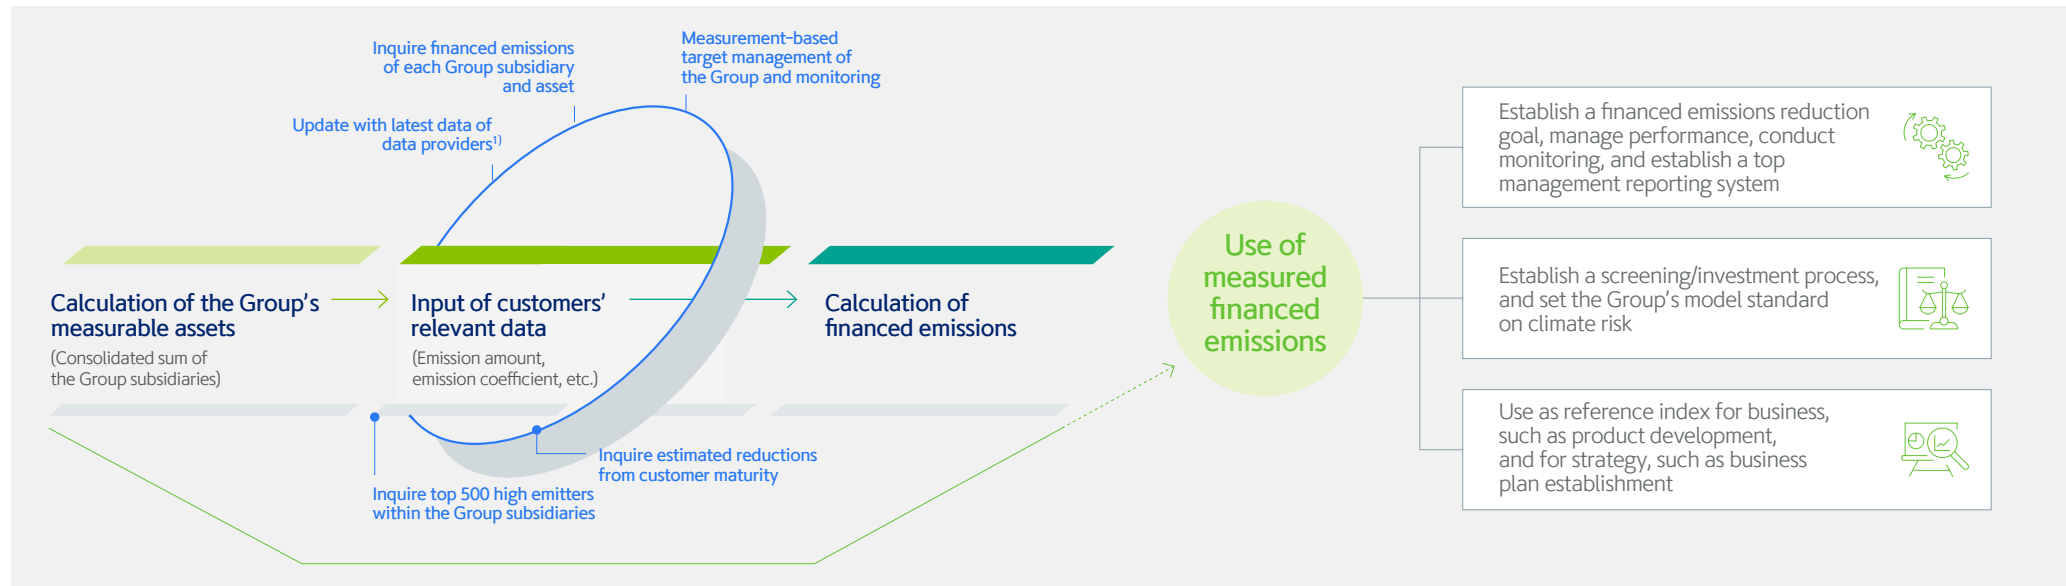 Inquire financed emissions
of each Group subsidiary
and asset
Measurement-based
target management of
the Group and monitoring
Update with latest data of
data providers1)
Calculation of the Group's
measurable assets
(Consolidated sum of
the Group subsidiaries)
Input of customers'
relevant data
(Emission amount,
emission coefficient, etc.)
Calculation of
financed emissions
Inquire estimated reductions
from customer maturity
Inquire top 500 high emitters
within the Group subsidiaries
Use of
measured
financed
emissions
Establish a financed emissions reduction
goal, manage performance, conduct
monitoring, and establish a top
management reporting system
Establish a screening/investment process,
and set the Group's model standard
on climate risk
Use as reference index for business,
such as product development,
and for strategy, such as business
plan establishment